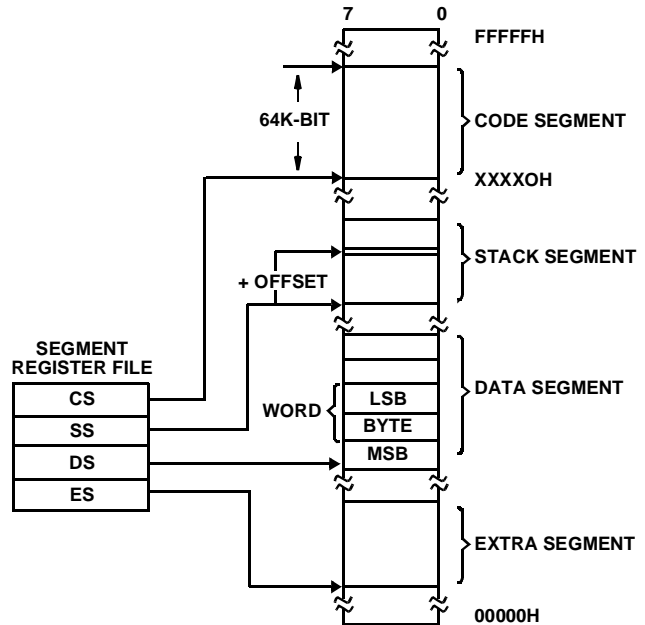 7 0
FFFFFH
64K-BIT
CODE SEGMENT
XXXXOH
STACK SEGMENT
+ OFFSET
SEGMENT
REGISTER FILE
CS
SS
DS
ES
WORD
LSB
BYTE
MSB
DATA SEGMENT
EXTRA SEGMENT
00000H